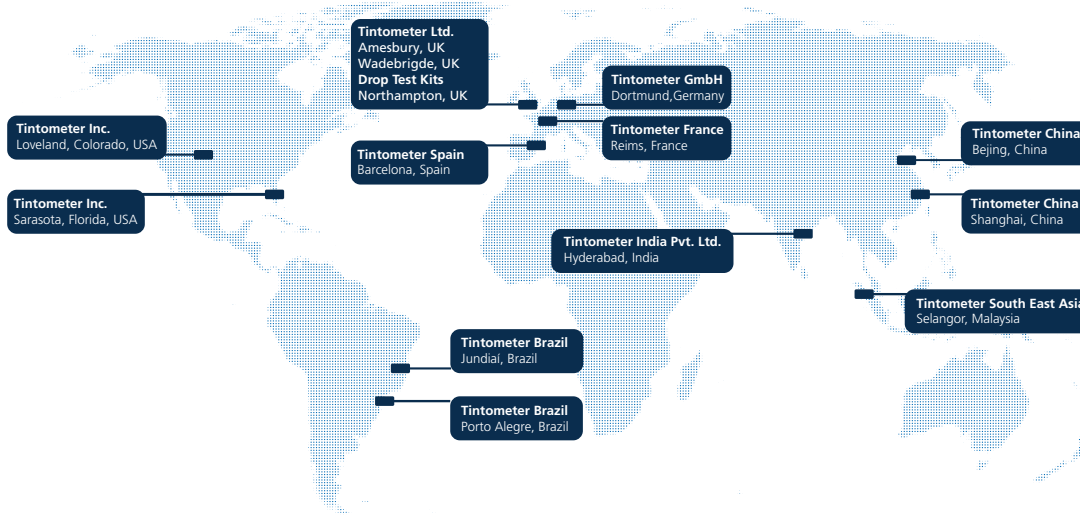 Tintometer Ltd.
Amesbury, UK
Wadebrigde, UK
Drop Test Kits
Northampton, UK
Tintometer GmbH
Dortmund,Germany
Tintometer Inc.
Loveland, Colorado, USA
Tintometer France
Reims, France
Tintometer China
Bejing, China
Tintometer Spain
Barcelona, Spain
Tintometer Inc.
Sarasota, Florida, USA
Tintometer China
Shanghai, China
Tintometer India Pvt. Ltd.
Hyderabad, India
Tintometer South East Asia
Selangor, Malaysia
Tintometer Brazil
Jundiaí, Brazil
Tintometer Brazil
Porto Alegre, Brazil